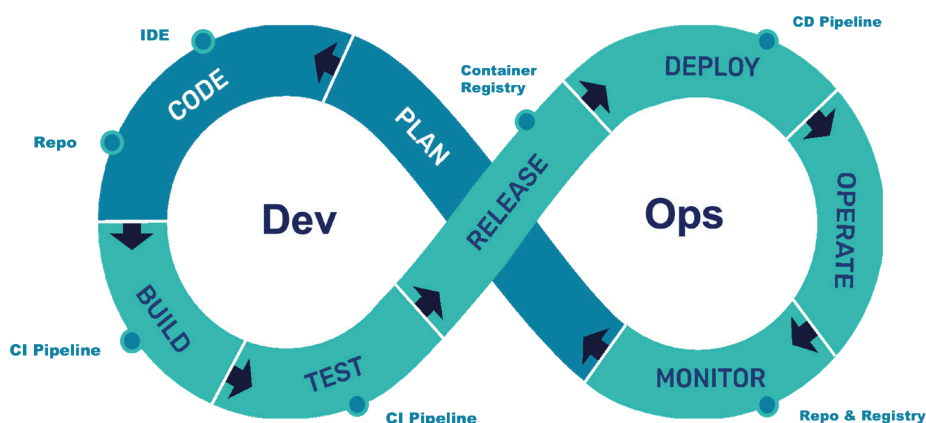 IDE
CD Pipeline
Container
Registry
DEPLOY
CODE
PLAN
Repo
RELEASE
OPERATE
Dev
Ops
BUILD
CI Pipeline
TEST
MONITOR
CI Pipeline
Repo & Registry